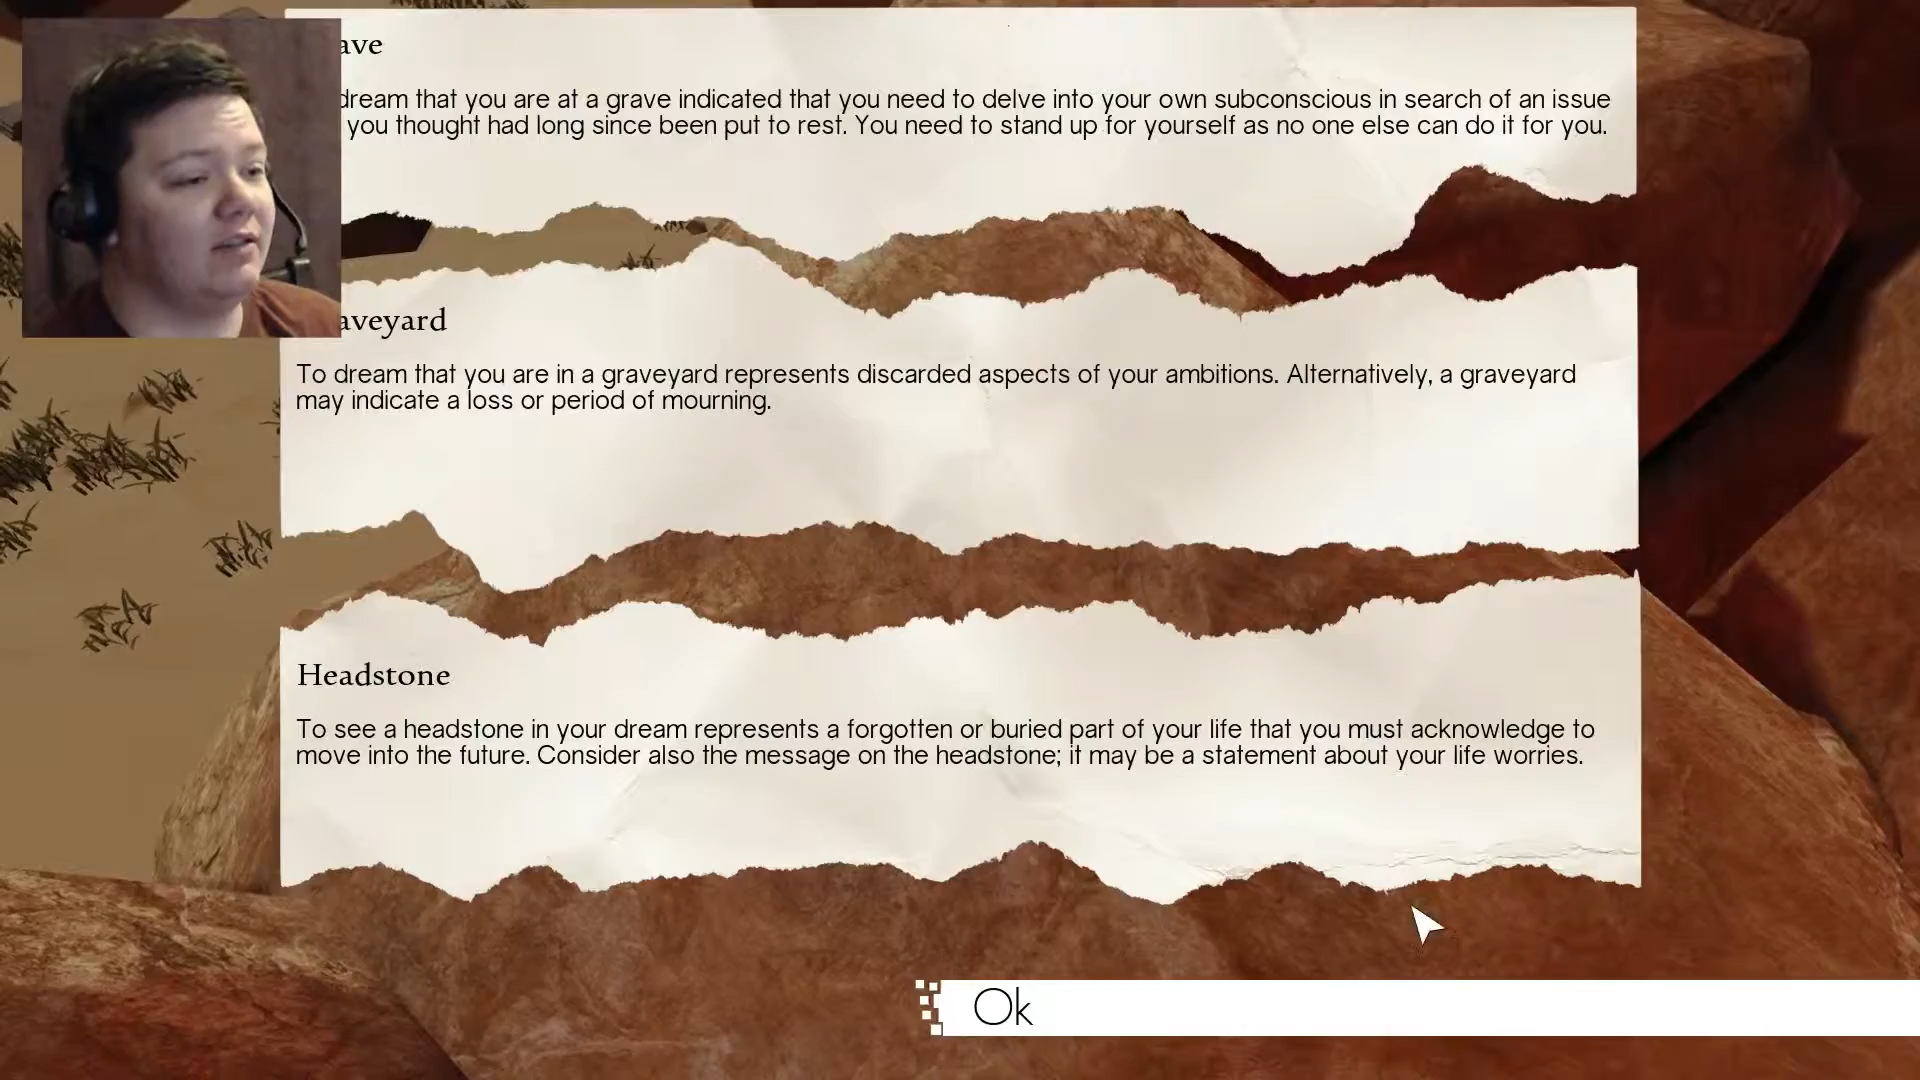 ave
dream that you are at a grave indicated that you need to delve into your own subconscious in search of an issue
you thought had long since been put to rest. You need to stand up for yourself as no one else can do it for you.
aveyard
To dream that you are in a graveyard represents discarded aspects of your ambitions. Alternatively, a graveyard
may indicate a loss or period of mourning.
Headstone
To see a headstone in your dream represents a forgotten or buried part of your life that you must acknowledge to
move into the future. Consider also the message on the headstone; it may be a statement about your life worries.
Ok